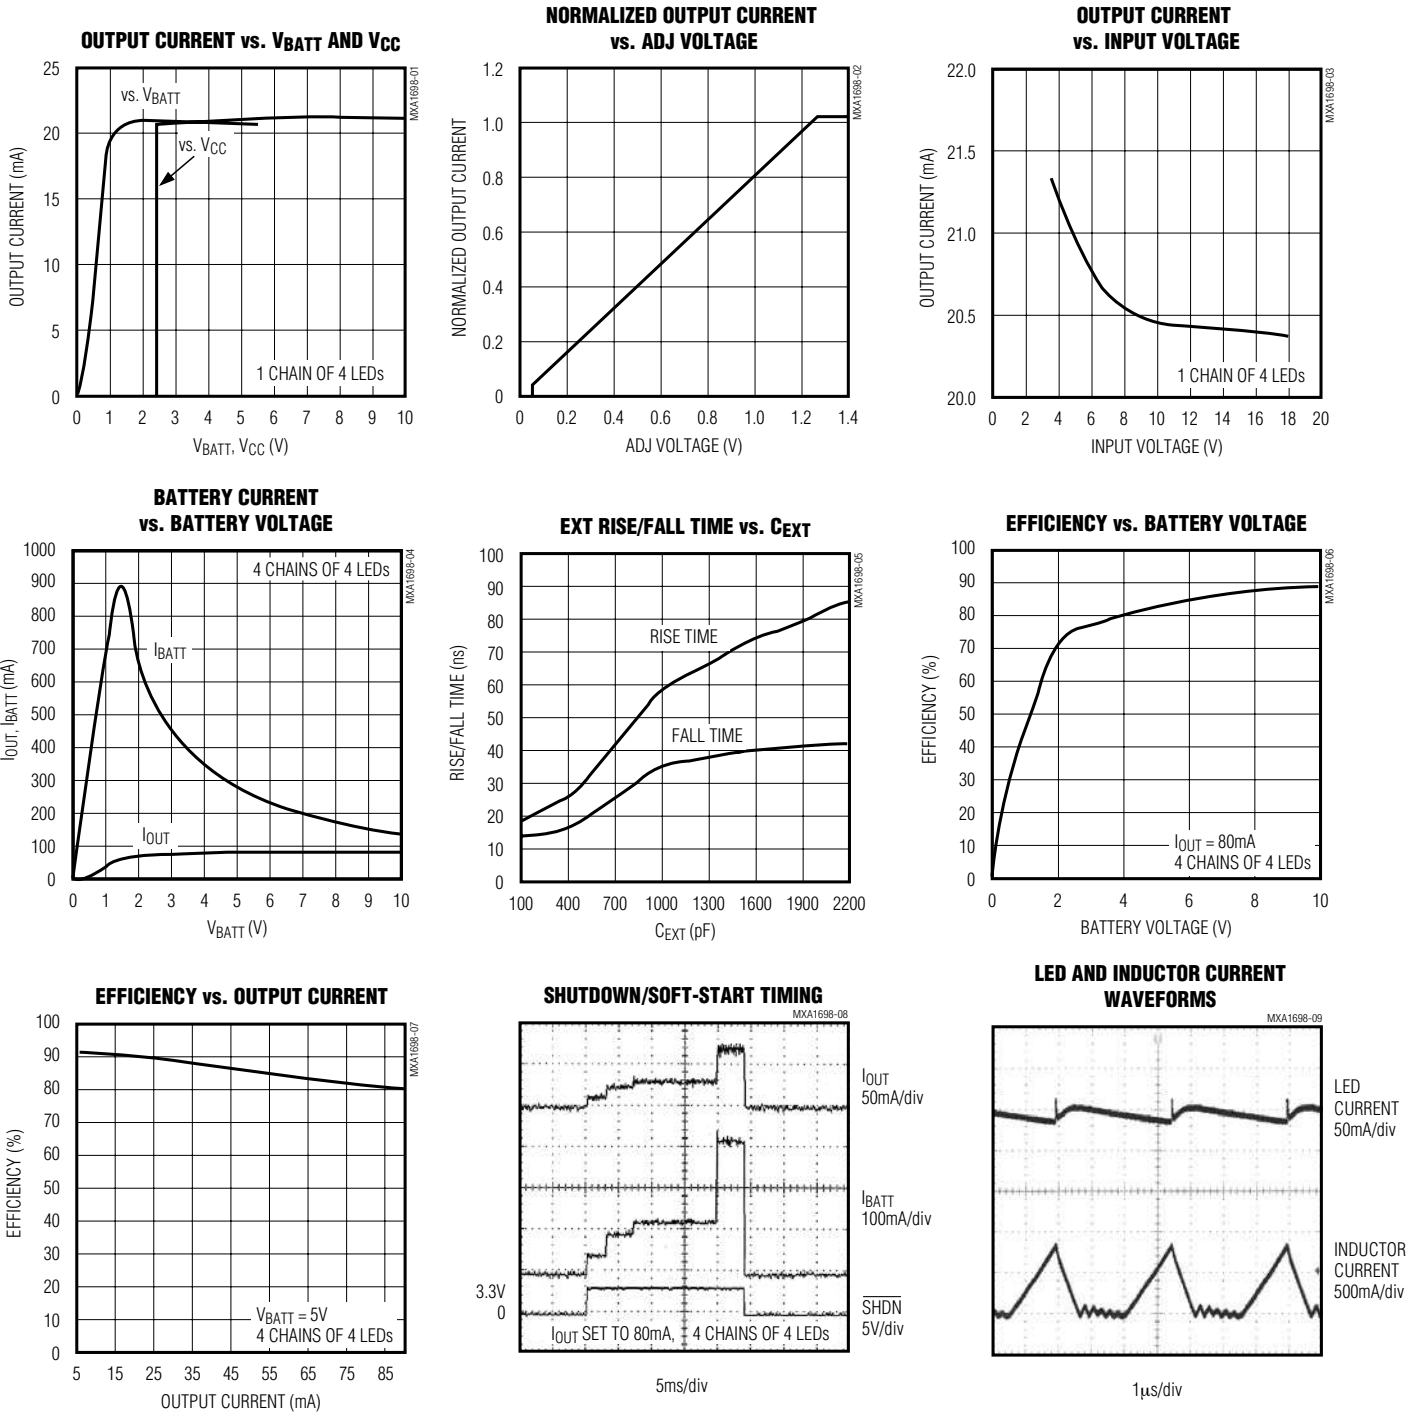 OUTPUT CURRENT vs. VBATT AND VCC
25
20
15
10
5
0
OUTPUT CURRENT (mA)
vs. VBATT
vs. VCC
1 CHAIN OF 4 LEDs
MXA1698-01
0 1 2 3 4 5 6 7 8 9 10
VBATT, VCC (V)
NORMALIZED OUTPUT CURRENT
vs. ADJ VOLTAGE
1.2
1.0
0.8
0.6
0.4
0.2
0
NORMALIZED OUTPUT CURRENT
MXA1698-02
0 0.2 0.4 0.6 0.8 1.0 1.2 1.4
ADJ VOLTAGE (V)
OUTPUT CURRENT
vs. INPUT VOLTAGE
22.0
21.5
21.0
20.5
20.0
OUTPUT CURRENT (mA)
1 CHAIN OF 4 LEDs
MXA1698-03
0 2 4 6 8 10 12 14 16 18 20
INPUT VOLTAGE (V)
BATTERY CURRENT
vs. BATTERY VOLTAGE
1000
900
800
700
600
500
400
300
200
100
0
IOUT, IBATT (mA)
4 CHAINS OF 4 LEDs
IBATT
IOUT
MXA1698-04
0 1 2 3 4 5 6 7 8 9 10
VBATT (V)
EXT RISE/FALL TIME vs. CEXT
100
90
80
70
60
50
40
30
20
10
0
RISE/FALL TIME (ns)
RISE TIME
FALL TIME
MXA1698-05
100 400 700 1000 1300 1600 1900 2200
CEXT (pF)
EFFICIENCY vs. BATTERY VOLTAGE
100
90
80
70
60
50
40
30
20
10
0
EFFICIENCY (%)
IOUT = 80mA
4 CHAINS OF 4 LEDs
MXA1698-06
0 2 4 6 8 10
BATTERY VOLTAGE (V)
EFFICIENCY vs. OUTPUT CURRENT
100
90
80
70
60
50
40
30
20
10
0
EFFICIENCY (%)
VBATT = 5V
4 CHAINS OF 4 LEDs
MXA1698-07
5 15 25 35 45 55 65 75 85
OUTPUT CURRENT (mA)
SHUTDOWN/SOFT-START TIMING
MXA1698-08
IOUT
50mA/div
IBATT
100mA/div
3.3V
0
SHDN
5V/div
IOUT SET TO 80mA, 4 CHAINS OF 4 LEDs
5ms/div
LED AND INDUCTOR CURRENT
WAVEFORMS
MXA1698-09
LED
CURRENT
50mA/div
INDUCTOR
CURRENT
500mA/div
1µs/div